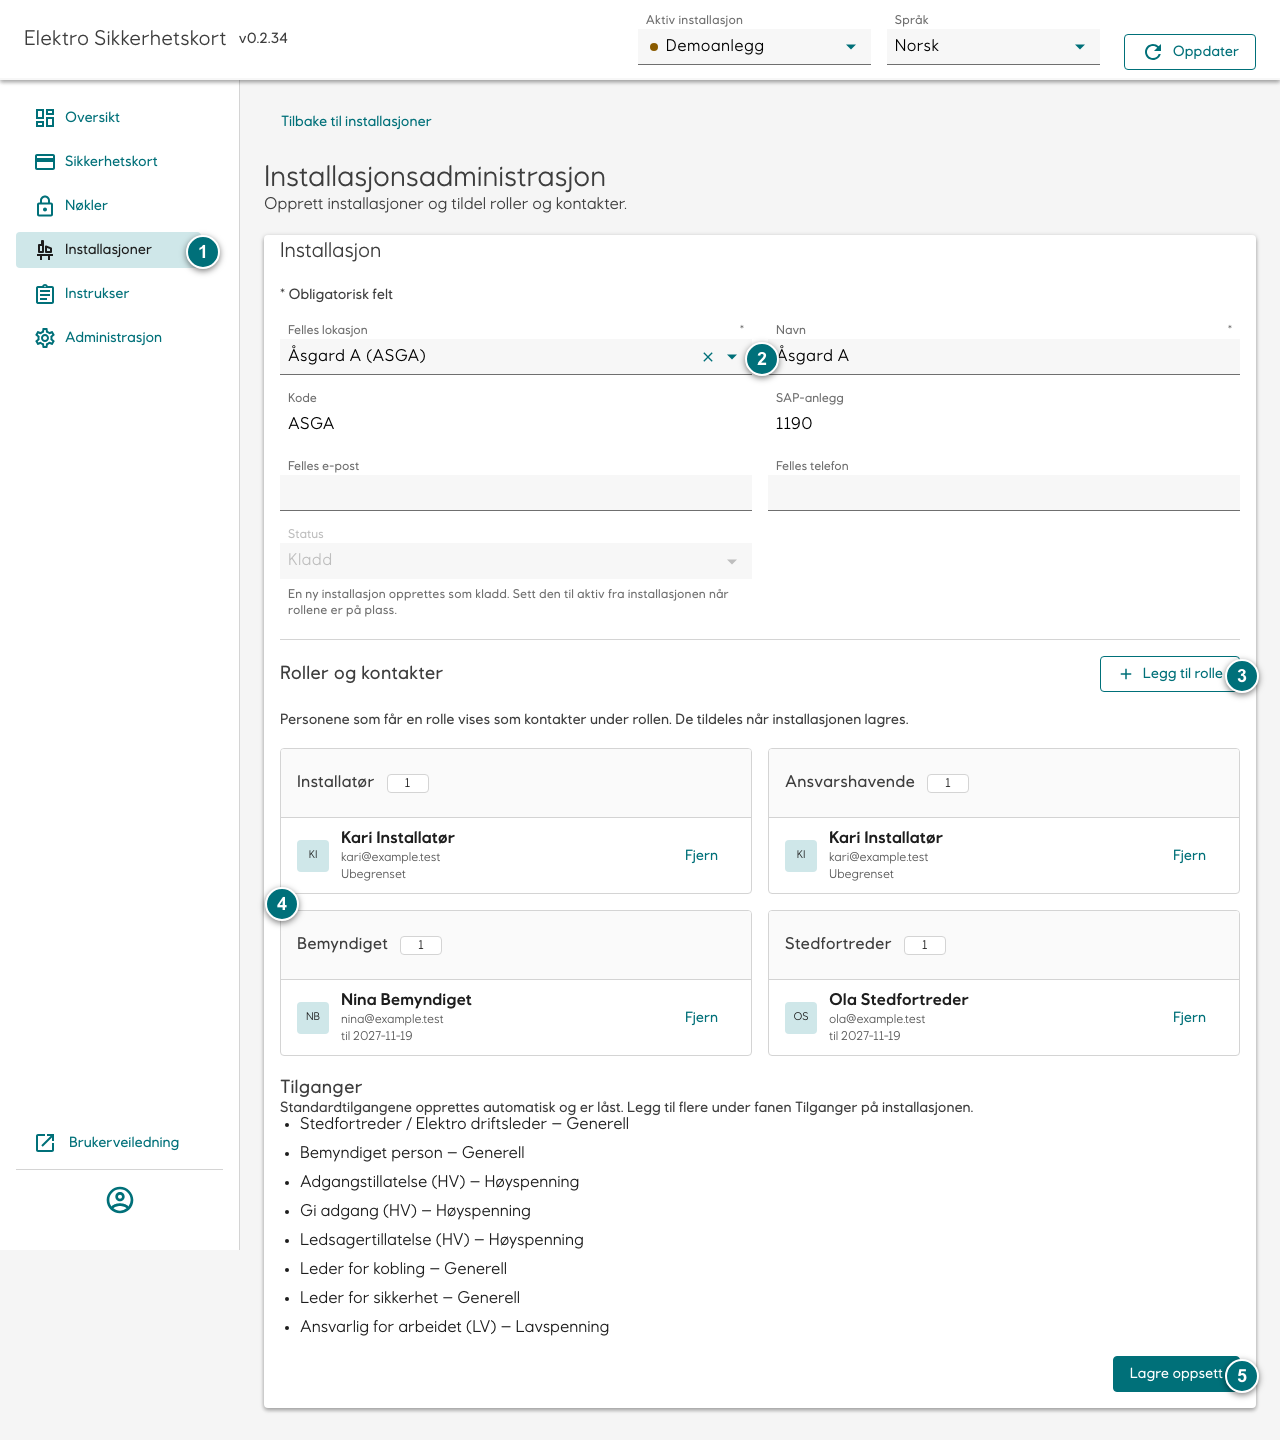 Elektro Sikkerhetskort v0.2.34
Aktiv installasjon
Demoanlegg
Språk
Norsk
Oppdater
Oversikt
Sikkerhetskort
Nøkler
Installasjoner
1
Instrukser
Administrasjon
Brukerveiledning
Tilbake til installasjoner
Installasjonsadministrasjon
Opprett installasjoner og tildel roller og kontakter.
Installasjon
* Obligatorisk felt
Felles lokasjon *
Åsgard A (ASGA)
2
Navn *
Åsgard A
Kode
ASGA
SAP-anlegg
1190
Felles e-post
Felles telefon
Status
Kladd
En ny installasjon opprettes som kladd. Sett den til aktiv fra installasjonen når
rollene er på plass.
Roller og kontakter
Legg til rolle
3
Personene som får en rolle vises som kontakter under rollen. De tildeles når installasjonen lagres.
Installatør 1
KI
Kari Installatør
kari@example.test
Ubegrenset
Fjern
Ansvarshavende 1
KI
Kari Installatør
kari@example.test
Ubegrenset
Fjern
4
Bemyndiget 1
NB
Nina Bemyndiget
nina@example.test
til 2027-11-19
Fjern
Stedfortreder 1
OS
Ola Stedfortreder
ola@example.test
til 2027-11-19
Fjern
Tilganger
Standardtilgangene opprettes automatisk og er låst. Legg til flere under fanen Tilganger på installasjonen.
• Stedfortreder / Elektro driftsleder — Generell
• Bemyndiget person — Generell
• Adgangstillatelse (HV) — Høyspenning
• Gi adgang (HV) — Høyspenning
• Ledsagertillatelse (HV) — Høyspenning
• Leder for kobling — Generell
• Leder for sikkerhet — Generell
• Ansvarlig for arbeidet (LV) — Lavspenning
Lagre oppsett
5